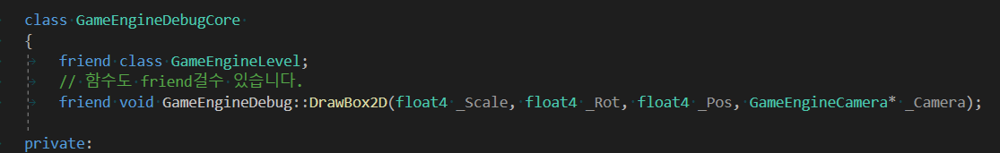 class GameEngineDebugCore
{
friend class GameEngineLevel;
// 함수도 friend걸수 있습니다.
friend void GameEngineDebug::DrawBox2D(float4 _Scale, float4 _Rot, float4 _Pos, GameEngineCamera* _Camera);
private: